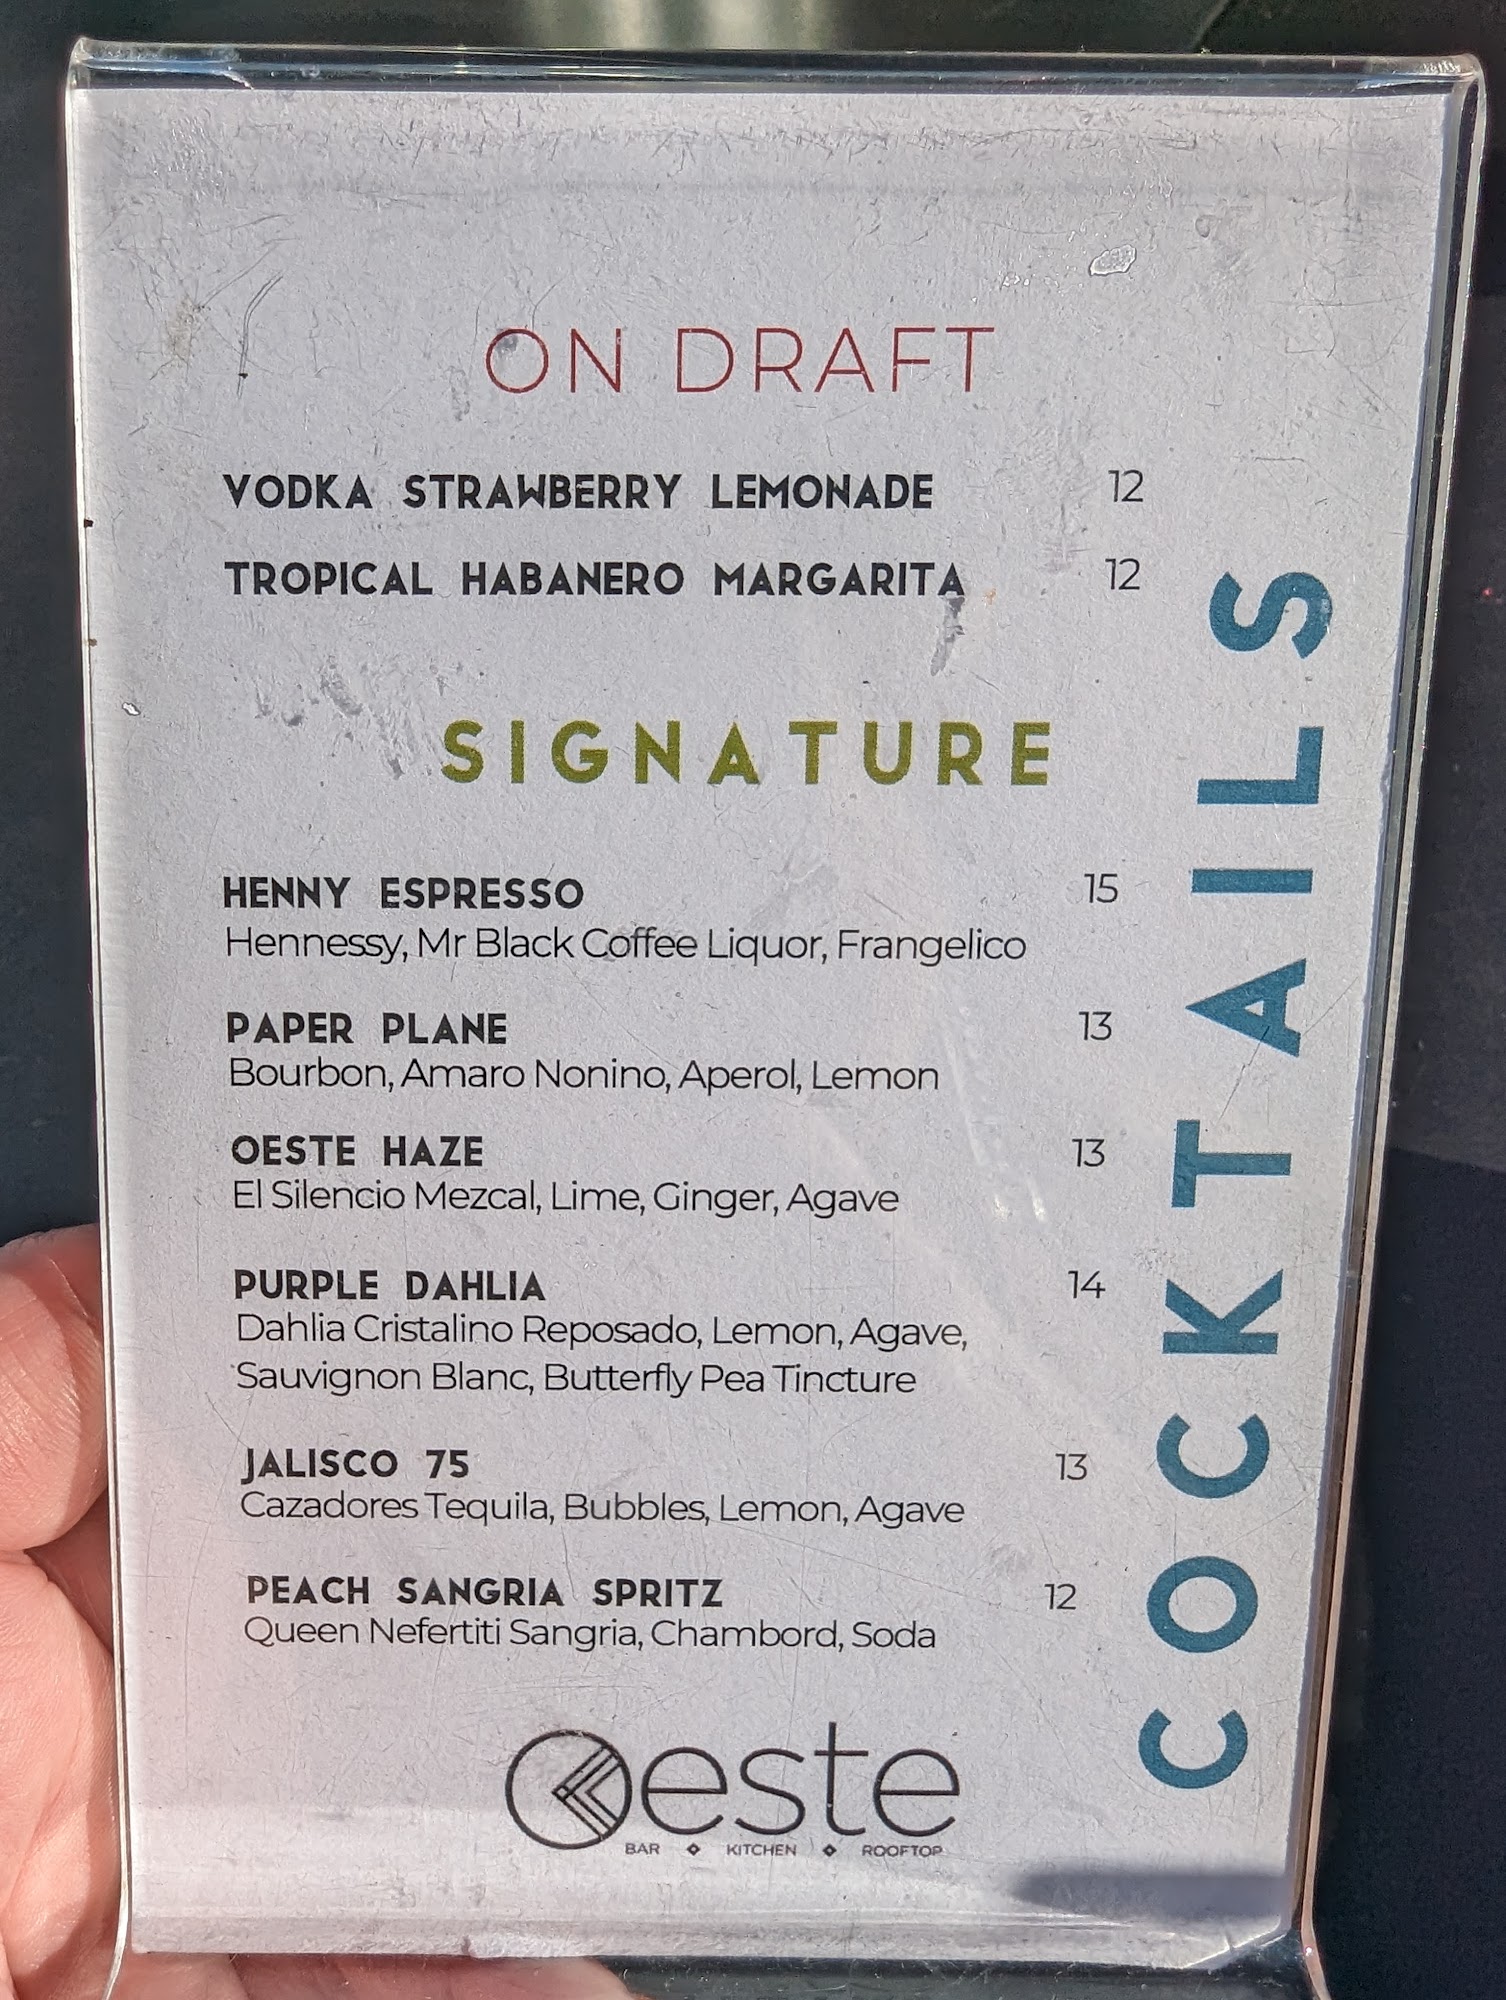 ON DRAFT
VODKA STRAWBERRY LEMONADE 12
TROPICAL HABANERO MARGARITA 12
SIGNATURE
HENNY ESPRESSO 15
Hennessy, Mr Black Coffee Liquor, Frangelico
PAPER PLANE 13
Bourbon, Amaro Nonino, Aperol, Lemon
OESTE HAZE 13
El Silencio Mezcal, Lime, Ginger, Agave
PURPLE DAHLIA 14
Dahlia Cristalino Reposado, Lemon, Agave,
Sauvignon Blanc, Butterfly Pea Tincture
JALISCO 75 13
Cazadores Tequila, Bubbles, Lemon, Agave
PEACH SANGRIA SPRITZ 12
Queen Nefertiti Sangria, Chambord, Soda
Oeste
BAR KITCHEN ROOFTOP
COCKTAILS